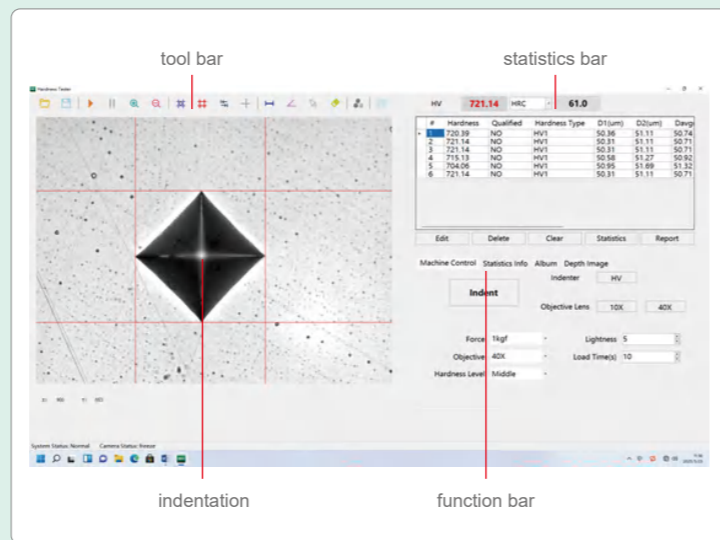 tool bar
statistics bar
Hardness Tester
HV 721.14 HRC 61.0
# Hardness Qualified Hardness Type D1(um) D2(um) Davg
1 720.39 NO HV1 50.36 51.11 50.74
2 721.14 NO HV1 50.31 51.11 50.71
3 721.14 NO HV1 50.31 51.11 50.71
4 715.13 NO HV1 50.58 51.27 50.92
5 704.06 NO HV1 50.95 51.69 51.32
6 721.14 NO HV1 50.31 51.11 50.71
Edit Delete Clear Statistics Report
Machine Control Statistics Info Album Depth Image
Indenter HV
Indent
Objective Lens 10X 40X
Force 1kgf Lightness 5
Objective 40X Load Time(s) 10
Hardness Level Middle
System Status: Normal Camera Status: Freeze
indentation
function bar